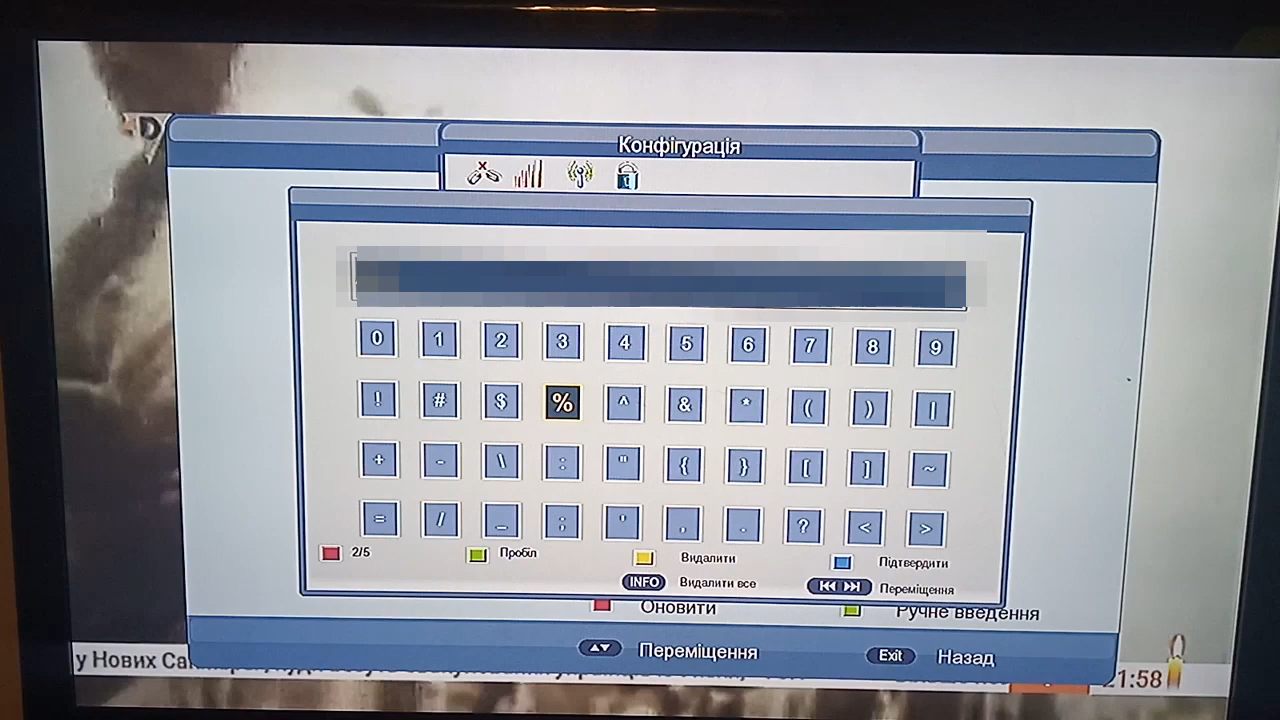 Конфігурація
0 1 2 3 4 5 6 7 8 9
! # $ % ^ & * ( ) |
+ - \ : " { } [ ] ~
= / _ ; ' , . ? < >
2/5 Пробіл Видалити Підтвердити
INFO Видалити все Переміщення
Оновити Ручне введення
Переміщення Exit Назад
у Нових
21:58